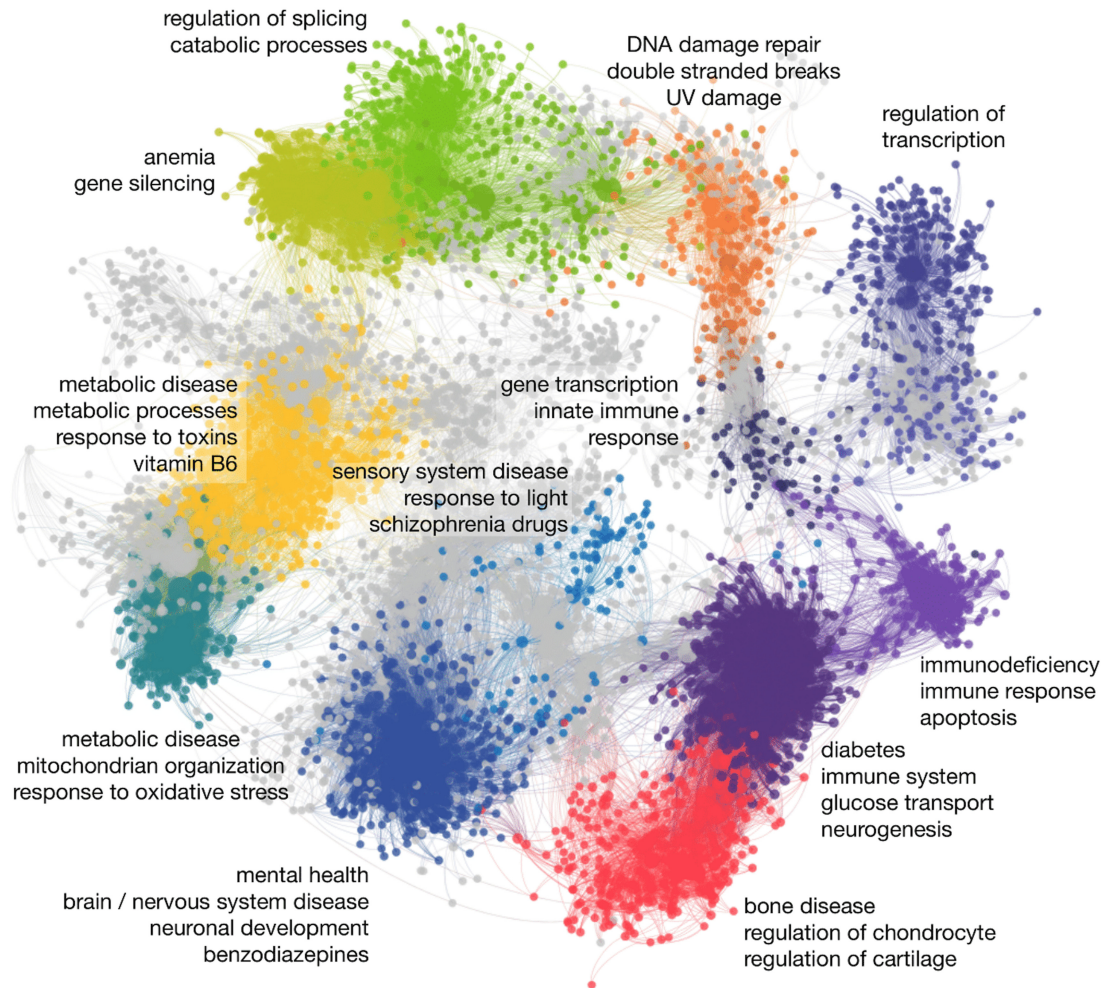 regulation of splicing
catabolic processes
DNA damage repair
double stranded breaks
UV damage
regulation of
transcription
anemia
gene silencing
metabolic disease
metabolic processes
response to toxins
vitamin B6
gene transcription
innate immune
response
sensory system disease
response to light
schizophrenia drugs
immunodeficiency
immune response
apoptosis
metabolic disease
mitochondrian organization
response to oxidative stress
diabetes
immune system
glucose transport
neurogenesis
mental health
brain / nervous system disease
neuronal development
benzodiazepines
bone disease
regulation of chondrocyte
regulation of cartilage